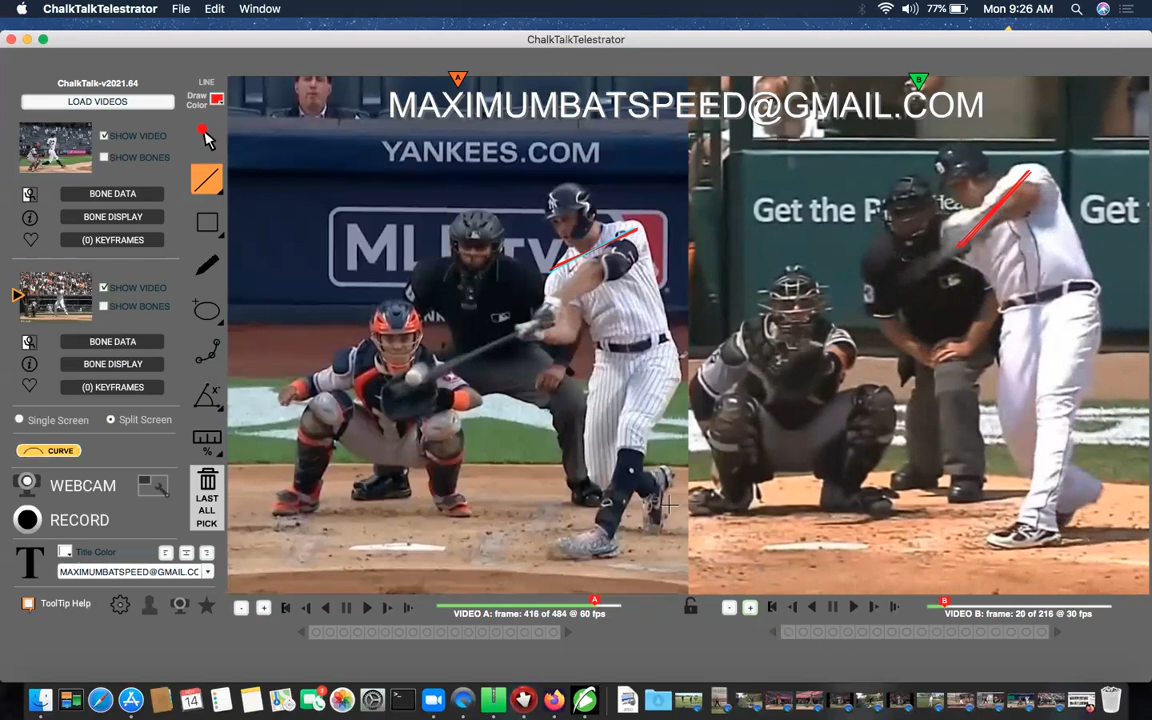 ChalkTalkTelestrator File Edit Window
77% Mon 9:26 AM
ChalkTalkTelestrator
ChalkTalk-v2021.64
LOAD VIDEOS
LINE
Draw
Color
A
B
MAXIMUMBATSPEED@GMAIL.COM
SHOW VIDEO
SHOW BONES
BONE DATA
BONE DISPLAY
(0) KEYFRAMES
SHOW VIDEO
SHOW BONES
BONE DATA
BONE DISPLAY
(0) KEYFRAMES
Single Screen Split Screen
CURVE
WEBCAM
RECORD
T
Title Color
MAXIMUMBATSPEED@GMAIL.CC
ToolTip Help
x°
%
LAST
ALL
PICK
YANKEES.COM
Get the Get
A
VIDEO A: frame: 416 of 484 @ 60 fps
B
VIDEO B: frame: 20 of 216 @ 30 fps
14